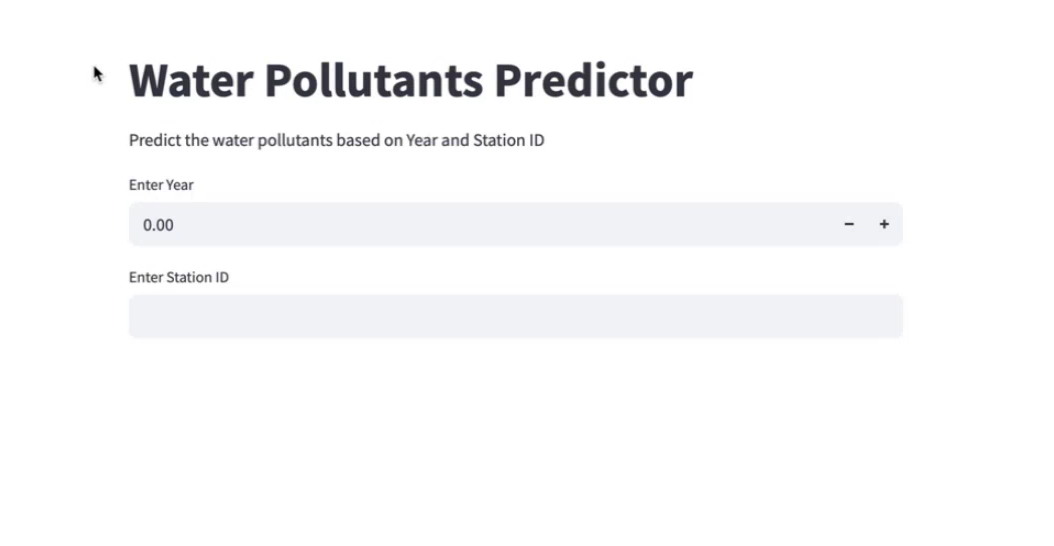 Water Pollutants Predictor
Predict the water pollutants based on Year and Station ID
Enter Year
0.00 − +
Enter Station ID